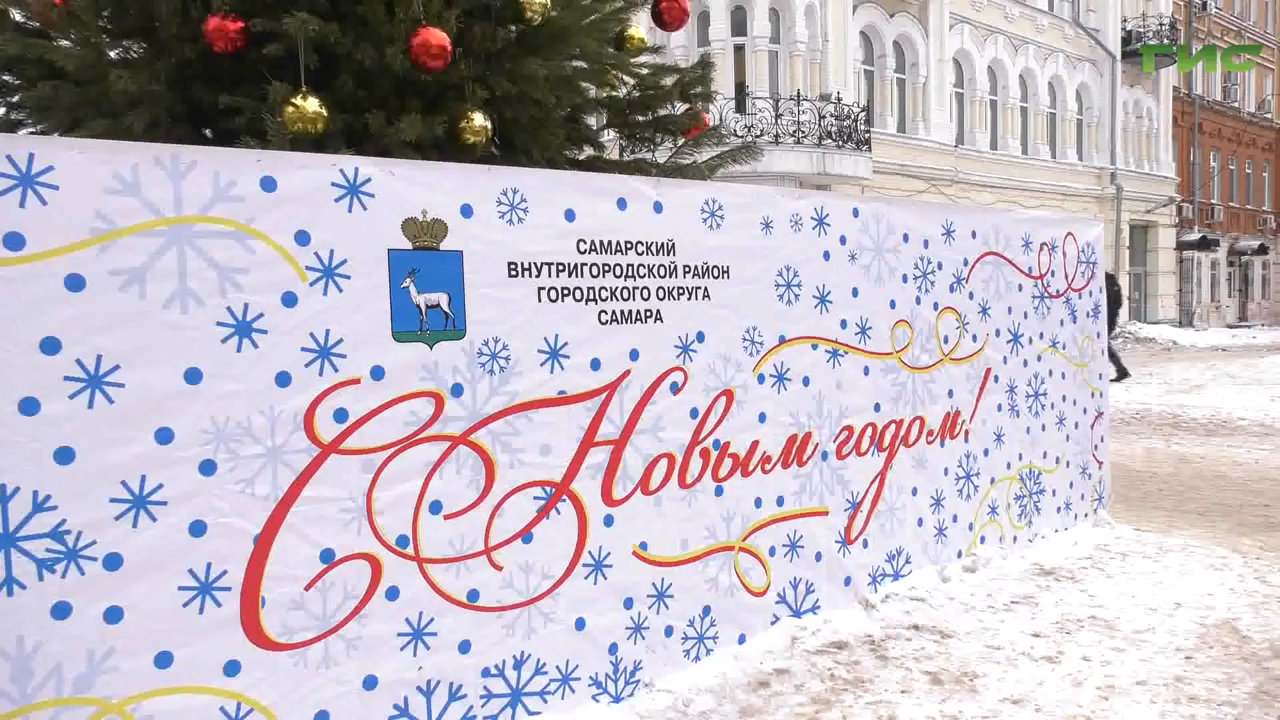 ГИС
САМАРСКИЙ
ВНУТРИГОРОДСКОЙ РАЙОН
ГОРОДСКОГО ОКРУГА
САМАРА
С Новым годом!